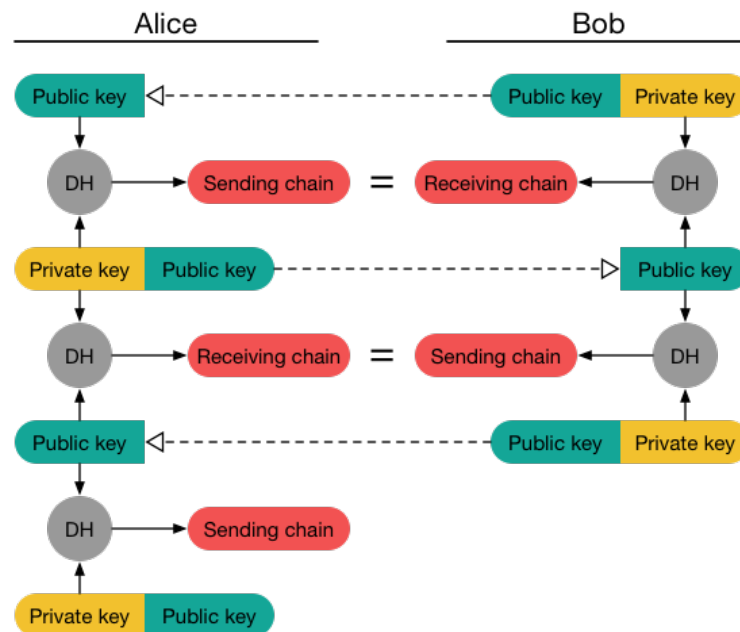 Alice Bob
Public key Public key Private key
DH Sending chain = Receiving chain DH
Private key Public key Public key
DH Receiving chain = Sending chain DH
Public key Public key Private key
DH Sending chain
Private key Public key